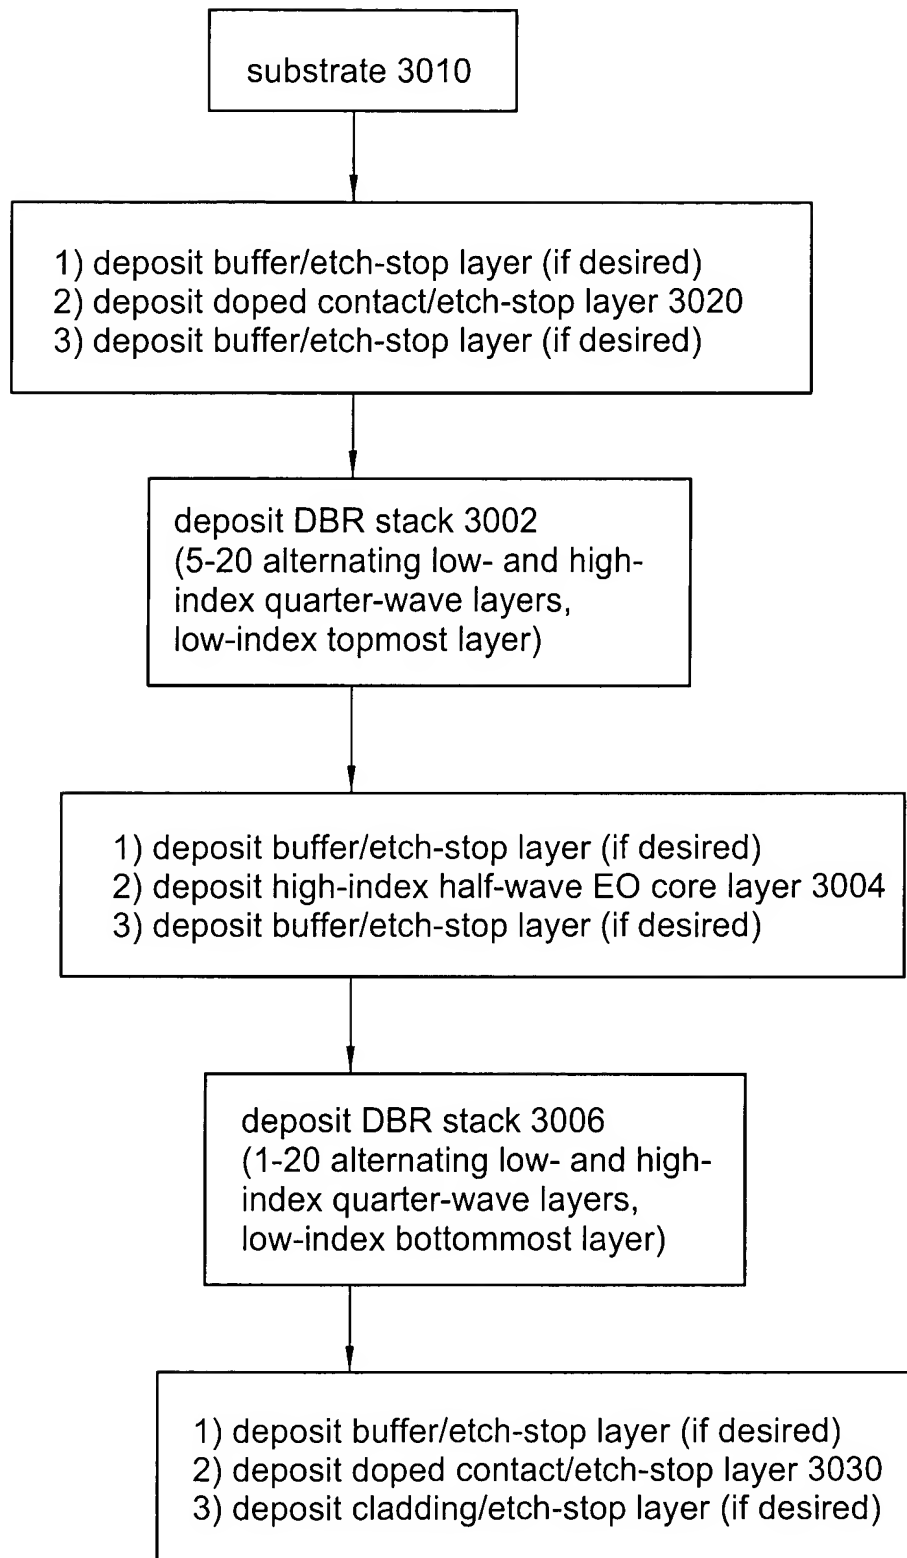 substrate 3010
1) deposit buffer/etch-stop layer (if desired)
2) deposit doped contact/etch-stop layer 3020
3) deposit buffer/etch-stop layer (if desired)
deposit DBR stack 3002
(5-20 alternating low- and high-
index quarter-wave layers,
low-index topmost layer)
1) deposit buffer/etch-stop layer (if desired)
2) deposit high-index half-wave EO core layer 3004
3) deposit buffer/etch-stop layer (if desired)
deposit DBR stack 3006
(1-20 alternating low- and high-
index quarter-wave layers,
low-index bottommost layer)
1) deposit buffer/etch-stop layer (if desired)
2) deposit doped contact/etch-stop layer 3030
3) deposit cladding/etch-stop layer (if desired)